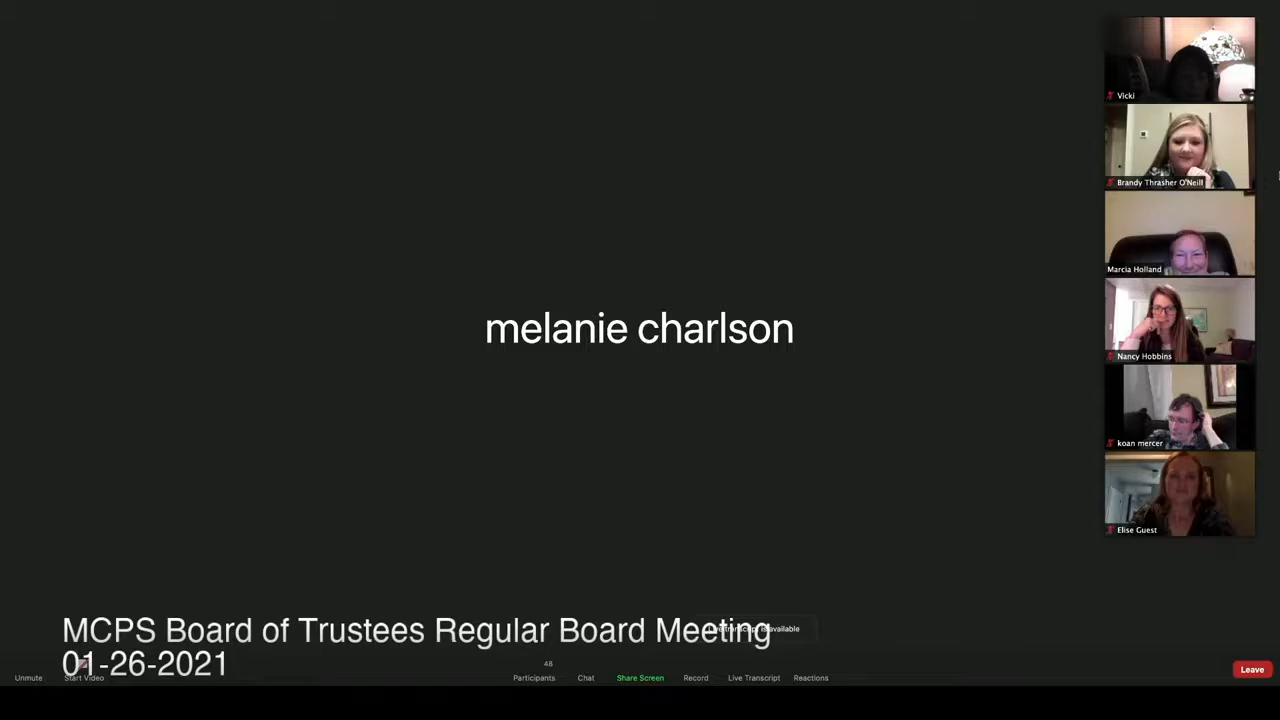 Vicki
Brandy Thrasher O'Neill
Marcia Holland
Nancy Hobbins
koan mercer
Elise Guest
melanie charlson
MCPS Board of Trustees Regular Board Meeting
01-26-2021
available
48
Unmute
Start Video
Participants
Chat
Share Screen
Record
Live Transcript
Reactions
Leave